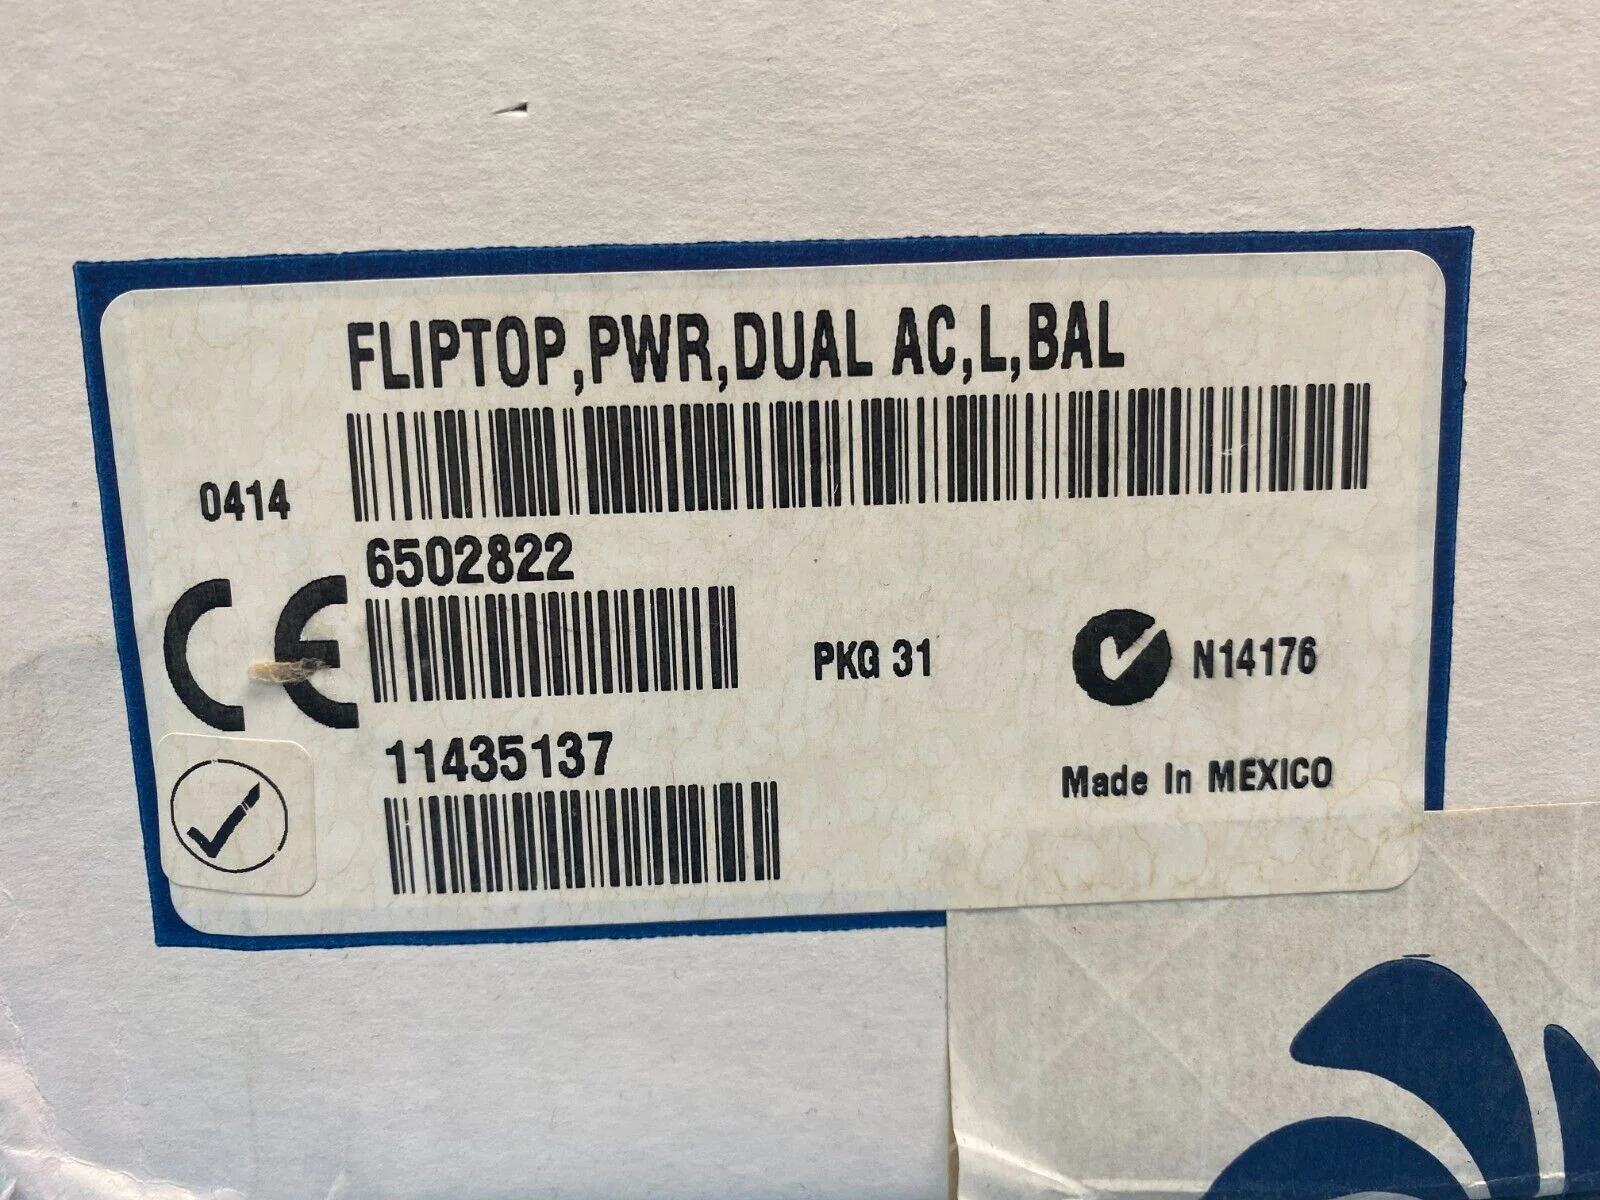 FLIPTOP,PWR,DUAL AC,L,BAL
0414
6502822
CE
PKG 31
N14176
11435137
Made In MEXICO